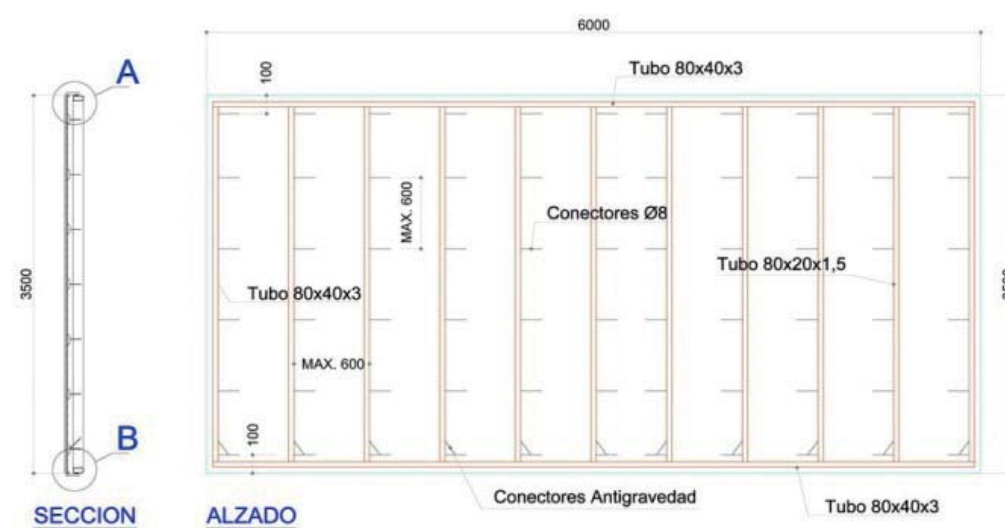 6000
A
100
Tubo 80x40x3
MAX. 600
Conectores Ø8
Tubo 80x20x1,5
3500
Tubo 80x40x3
MAX. 600
B
100
Conectores Antigravedad
Tubo 80x40x3
SECCION
ALZADO